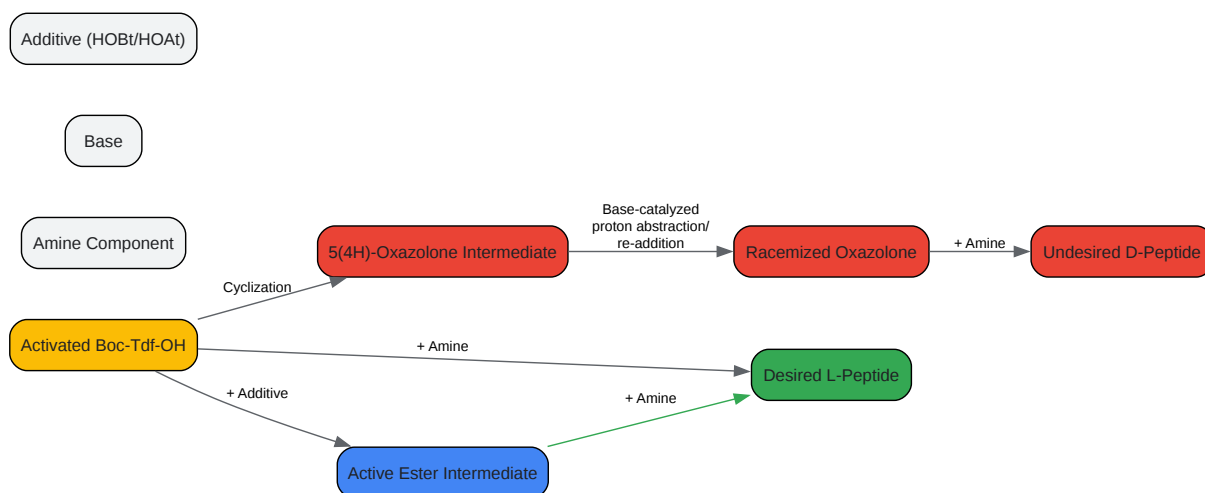 Additive (HOBt/HOAt)
Base
Amine Component
Base-catalyzed
proton abstraction/
re-addition
5(4H)-Oxazolone Intermediate
Racemized Oxazolone
+ Amine
Undesired D-Peptide
Cyclization
Activated Boc-Tdf-OH
+ Amine
Desired L-Peptide
+ Additive
+ Amine
Active Ester Intermediate